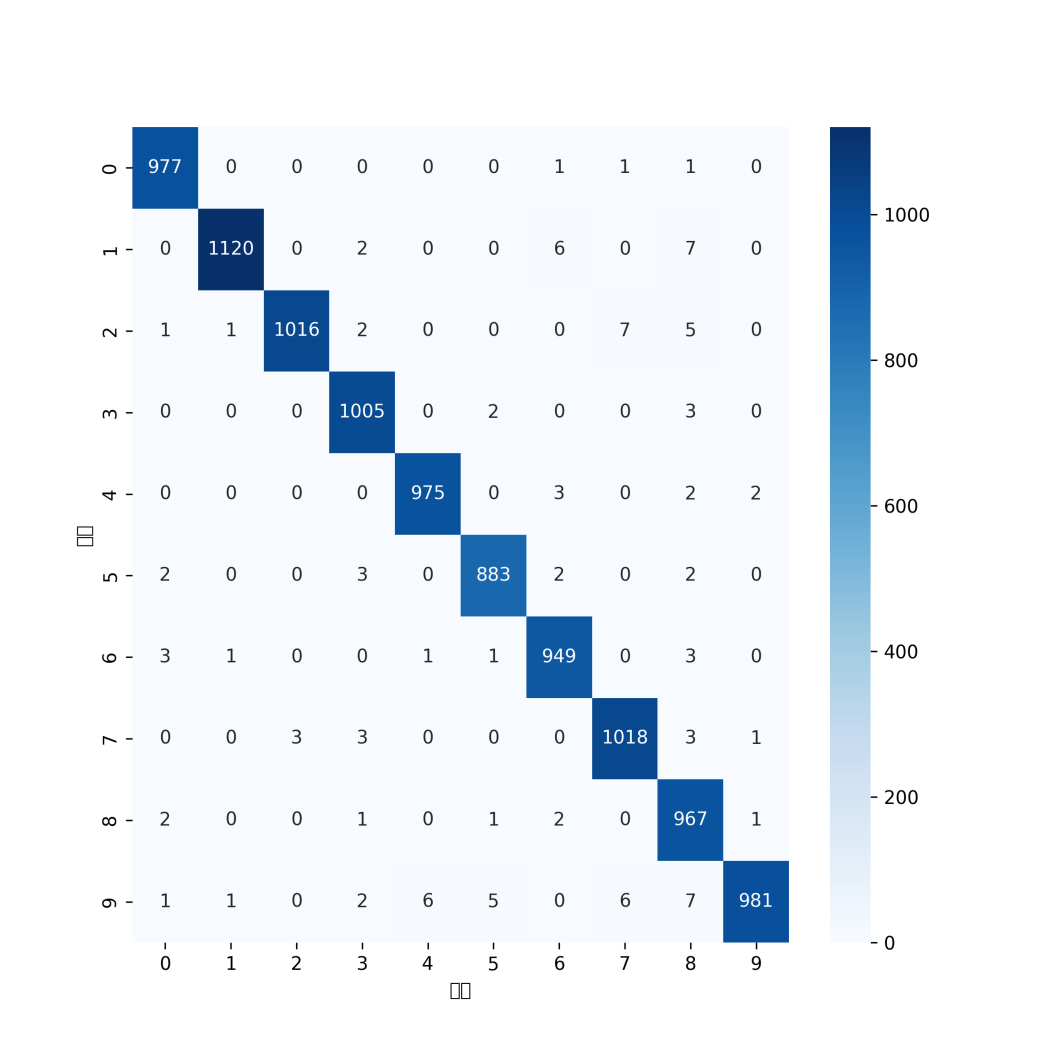 0 977 0 0 0 0 0 1 1 1 0
1 0 1120 0 2 0 0 6 0 7 0
2 1 1 1016 2 0 0 0 7 5 0
3 0 0 0 1005 0 2 0 0 3 0
4 0 0 0 0 975 0 3 0 2 2
5 2 0 0 3 0 883 2 0 2 0
6 3 1 0 0 1 1 949 0 3 0
7 0 0 3 3 0 0 0 1018 3 1
8 2 0 0 1 0 1 2 0 967 1
9 1 1 0 2 6 5 0 6 7 981
0 1 2 3 4 5 6 7 8 9
1000
800
600
400
200
0